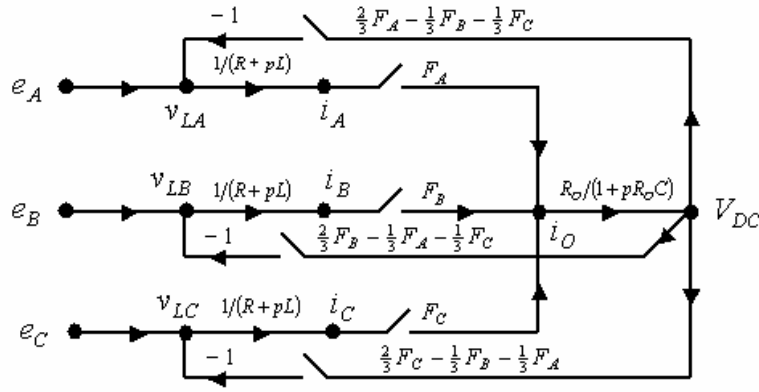 − 1 2/3 F_A − 1/3 F_B − 1/3 F_C
1/(R + pL)
e_A v_LA i_A F_A
v_LB 1/(R + pL) i_B F_B R_O/(1 + pR_OC)
e_B i_O V_DC
− 1 2/3 F_B − 1/3 F_A − 1/3 F_C
v_LC 1/(R + pL) i_C F_C
e_C
− 1 2/3 F_C − 1/3 F_B − 1/3 F_A